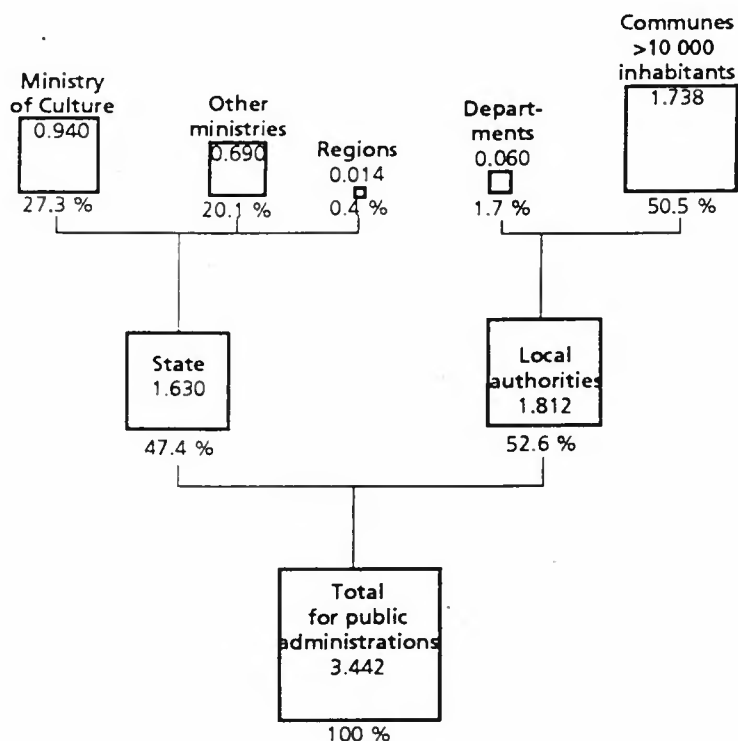 Ministry
of Culture
0.940
27.3 %
Other
ministries
0.690
20.1 %
Regions
0.014
0.4 %
Depart-
ments
0.060
1.7 %
Communes
>10 000
inhabitants
1.738
50.5 %
State
1.630
47.4 %
Local
authorities
1.812
52.6 %
Total
for public
administrations
3.442
100 %